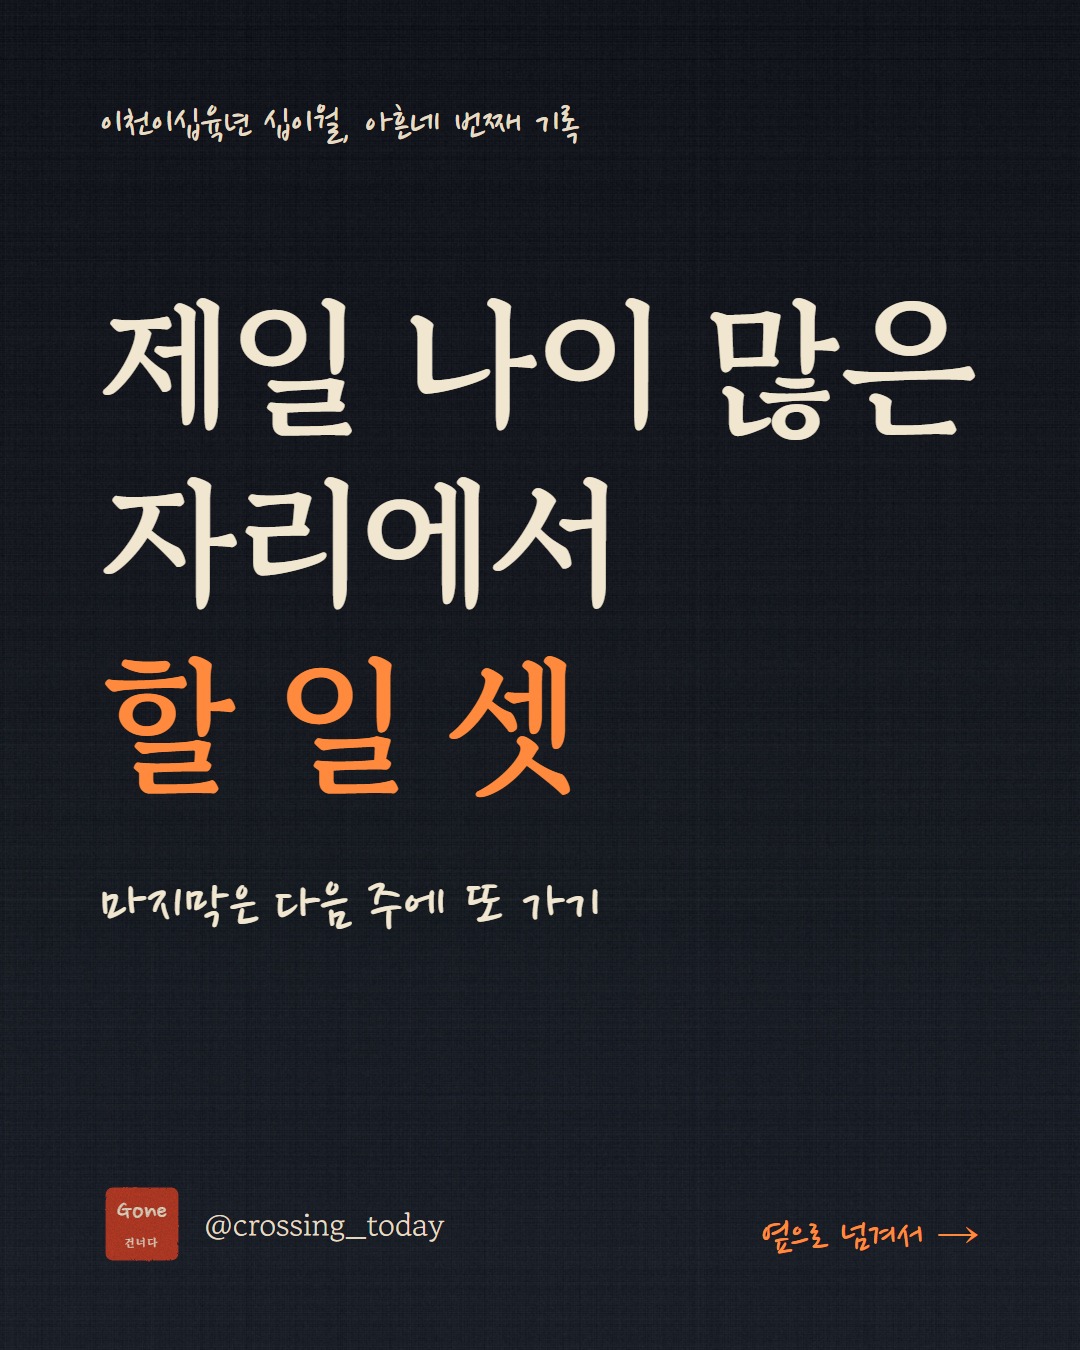 이천이십육년 십이월, 아흔네 번째 기록
제일 나이 많은
자리에서
할 일 셋
마지막은 다음 주에 또 가기
Gone
건너다
@crossing_today
옆으로 넘겨서 →